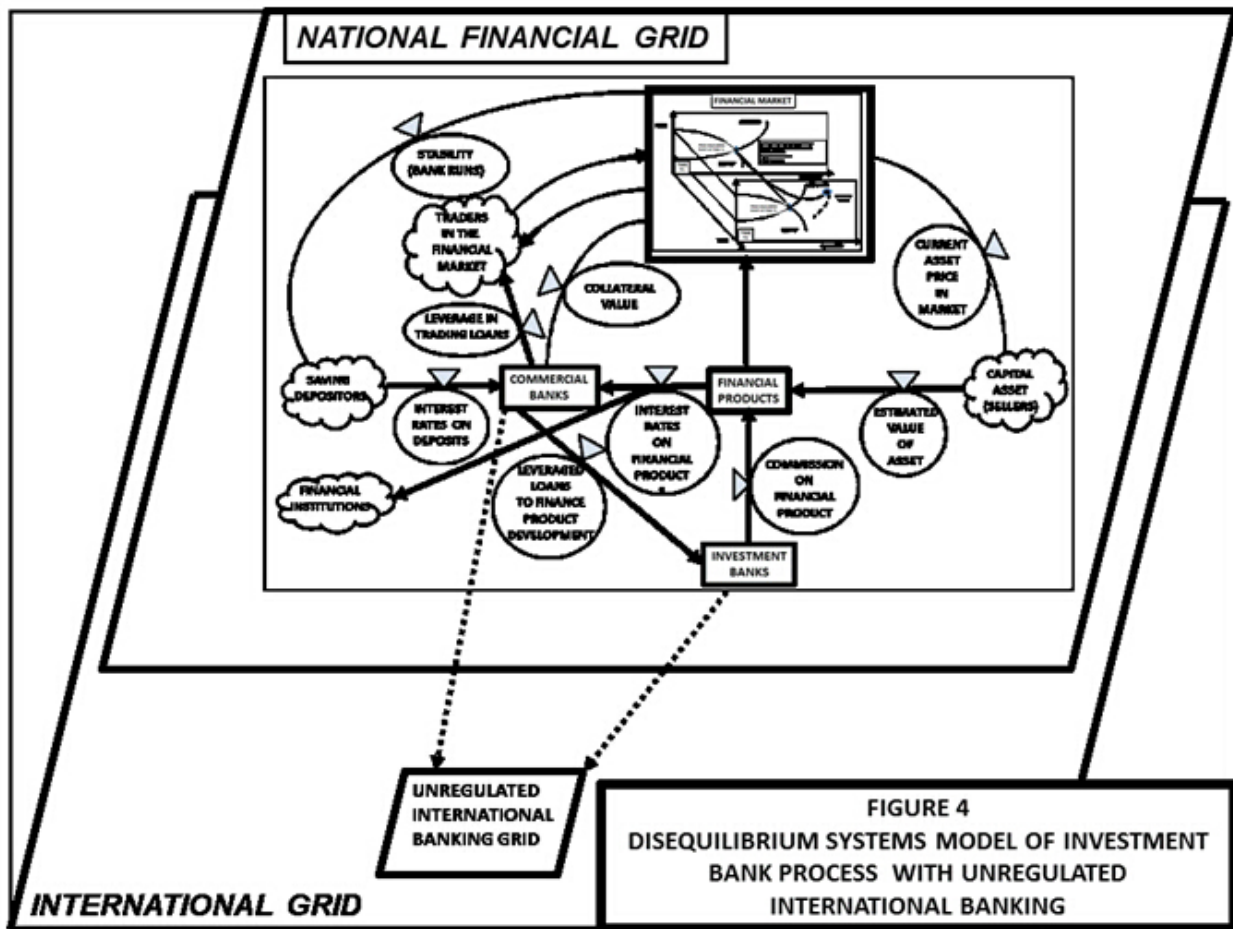 NATIONAL FINANCIAL GRID
FINANCIAL MARKET
STABILITY
(BANK RUNS)
TRADERS
IN THE
FINANCIAL
MARKET
COLLATERAL
VALUE
CURRENT
ASSET
PRICE
IN
MARKET
LEVERAGE IN
TRADING LOANS
SAVING
DEPOSITORS
COMMERCIAL
BANKS
FINANCIAL
PRODUCTS
CAPITAL
ASSET
(SELLERS)
INTEREST
RATES ON
DEPOSITS
INTEREST
RATES
ON
FINANCIAL
PRODUCT
ESTIMATED
VALUE
OF
ASSET
FINANCIAL
INSTITUTIONS
LEVERAGED
LOANS
TO FINANCE
PRODUCT
DEVELOPMENT
COMMISSION
ON
FINANCIAL
PRODUCT
INVESTMENT
BANKS
UNREGULATED
INTERNATIONAL
BANKING GRID
FIGURE 4
DISEQUILIBRIUM SYSTEMS MODEL OF INVESTMENT
BANK PROCESS WITH UNREGULATED
INTERNATIONAL BANKING
INTERNATIONAL GRID